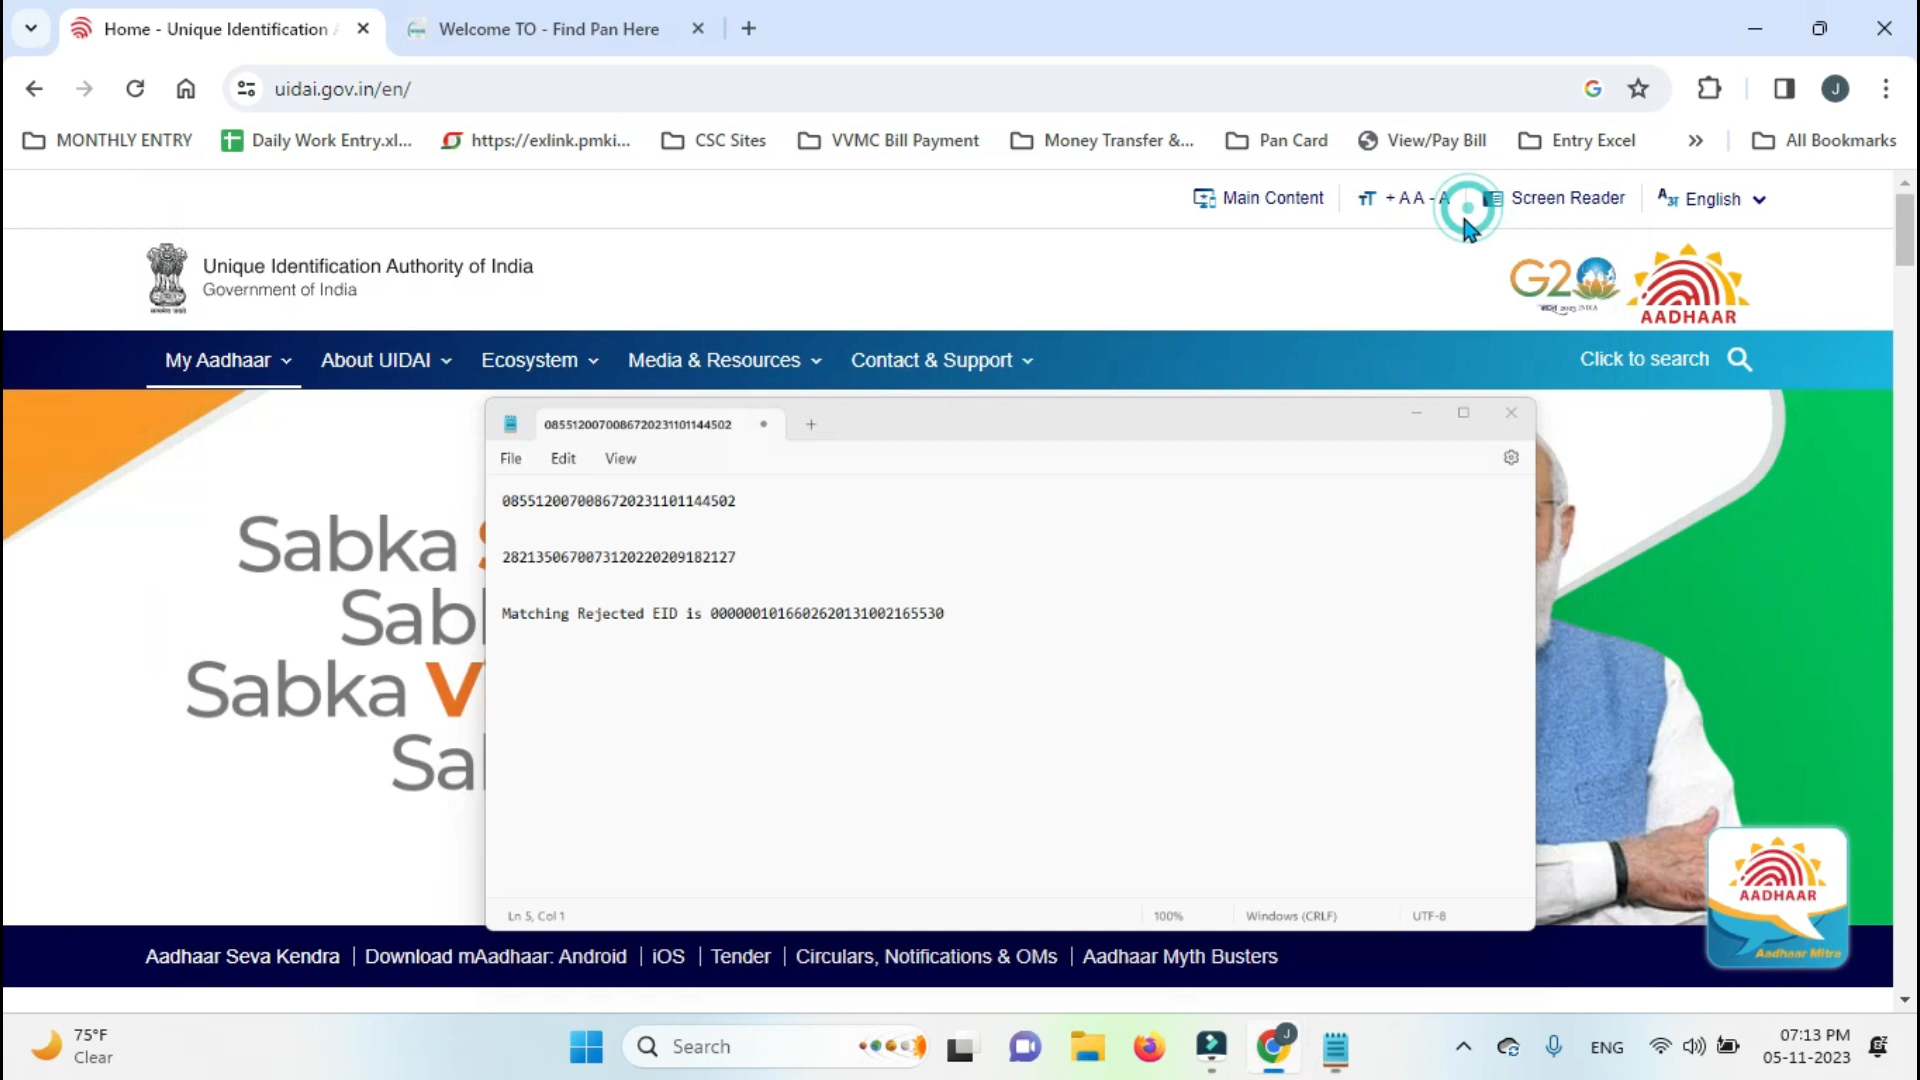 Home - Unique Identification A
Welcome TO - Find Pan Here
uidai.gov.in/en/
MONTHLY ENTRY
Daily Work Entry.xl...
https://exlink.pmki...
CSC Sites
VVMC Bill Payment
Money Transfer &...
Pan Card
View/Pay Bill
Entry Excel
All Bookmarks
Main Content
+ A A - A
Screen Reader
English
Unique Identification Authority of India
Government of India
G20
AADHAAR
My Aadhaar
About UIDAI
Ecosystem
Media & Resources
Contact & Support
Click to search
0855120070086720231101144502
File Edit View
0855120070086720231101144502
2821350670073120220209182127
Matching Rejected EID is 0000001016602620131002165530
Sabka S
Sab
Sabka V
Sa
Ln 5, Col 1
100%
Windows (CRLF)
UTF-8
AADHAAR
Aadhaar Mitra
Aadhaar Seva Kendra | Download mAadhaar: Android | iOS | Tender | Circulars, Notifications & OMs | Aadhaar Myth Busters
75°F
Clear
Search
J
ENG
07:13 PM
05-11-2023